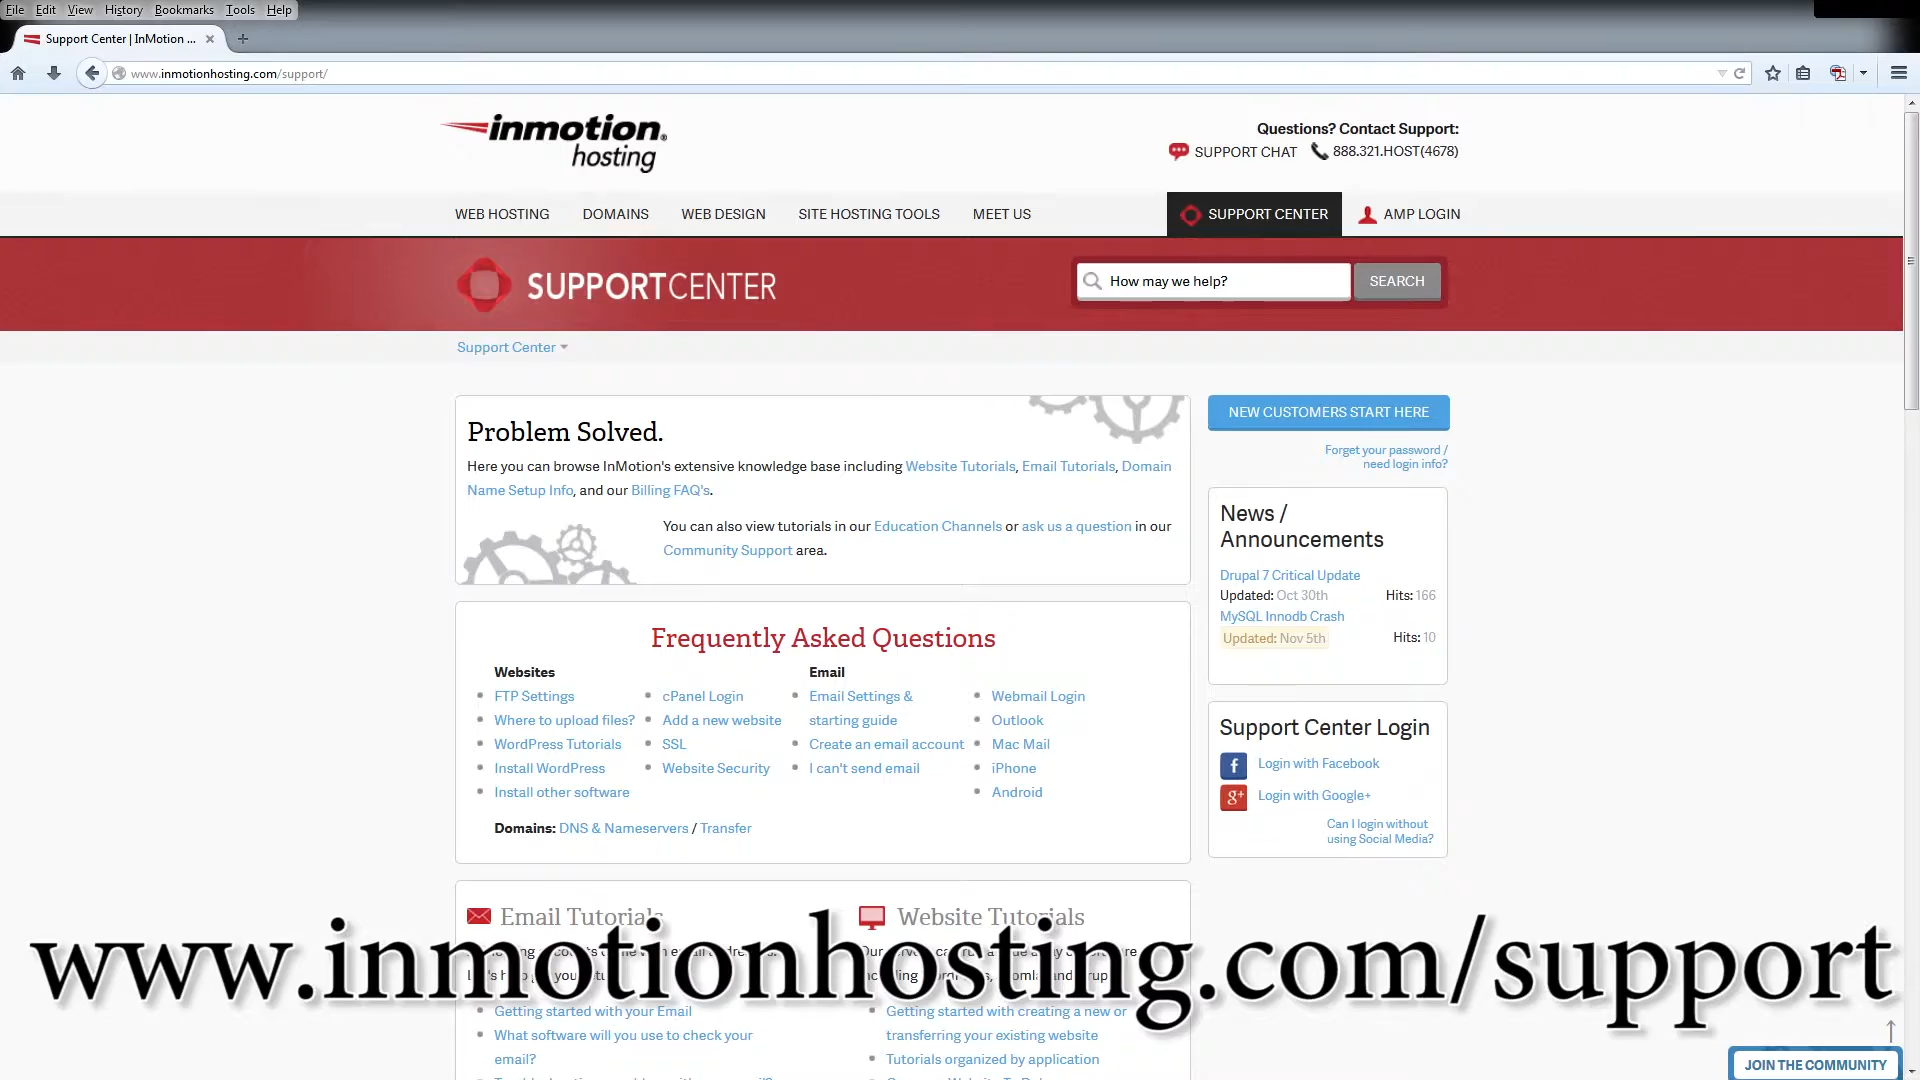 File Edit View History Bookmarks Tools Help
Support Center | InMotion ...
www.inmotionhosting.com/support/
inmotion® hosting
Questions? Contact Support:
SUPPORT CHAT 888.321.HOST(4678)
WEB HOSTING DOMAINS WEB DESIGN SITE HOSTING TOOLS MEET US SUPPORT CENTER AMP LOGIN
SUPPORTCENTER
How may we help? SEARCH
Support Center
Problem Solved.
Here you can browse InMotion's extensive knowledge base including Website Tutorials, Email Tutorials, Domain
Name Setup Info, and our Billing FAQ's.
You can also view tutorials in our Education Channels or ask us a question in our
Community Support area.
NEW CUSTOMERS START HERE
Forget your password /
need login info?
News /
Announcements
Drupal 7 Critical Update
Updated: Oct 30th Hits: 166
MySQL Innodb Crash
Updated: Nov 5th Hits: 10
Frequently Asked Questions
Websites
FTP Settings
Where to upload files?
WordPress Tutorials
Install WordPress
Install other software
cPanel Login
Add a new website
SSL
Website Security
Email
Email Settings &
starting guide
Create an email account
I can't send email
Webmail Login
Outlook
Mac Mail
iPhone
Android
Domains: DNS & Nameservers / Transfer
Support Center Login
f Login with Facebook
g+ Login with Google+
Can I login without
using Social Media?
Email Tutorials
Website Tutorials
www.inmotionhosting.com/support
Getting started with your Email
What software will you use to check your
email?
Getting started with creating a new or
transferring your existing website
Tutorials organized by application
JOIN THE COMMUNITY